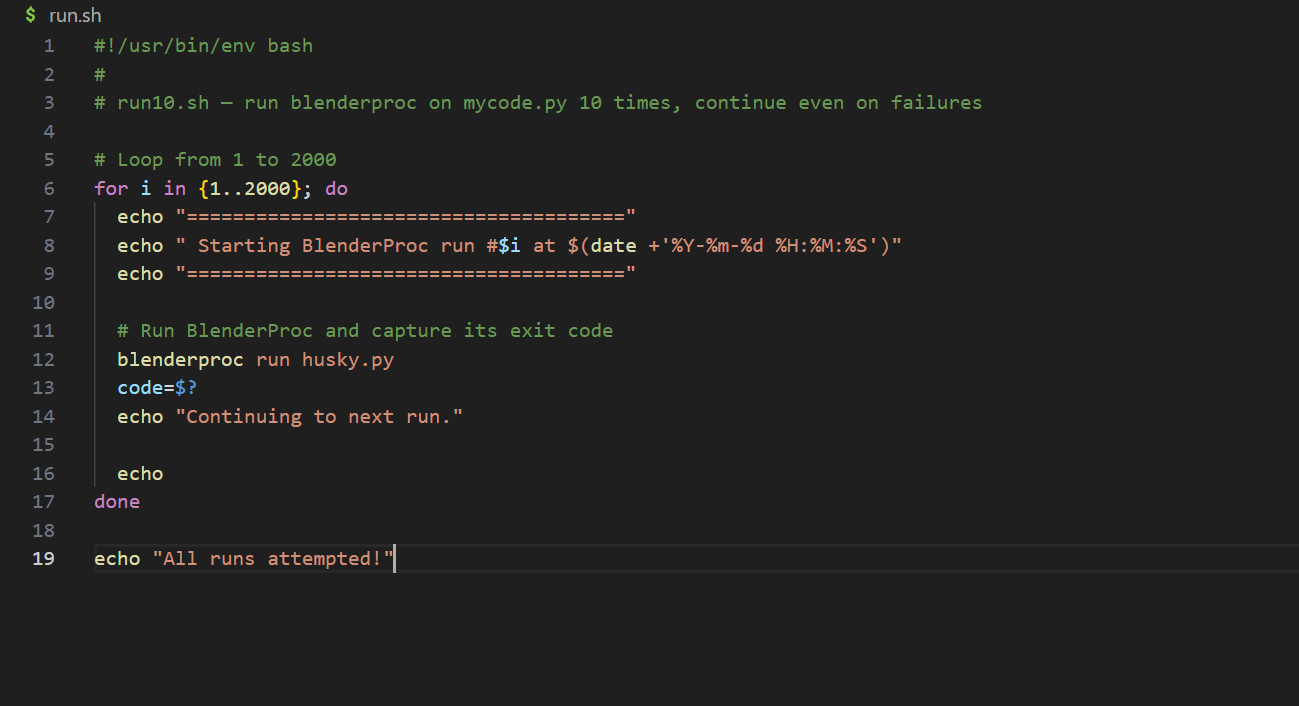 $ run.sh
1 #!/usr/bin/env bash
2 #
3 # run10.sh — run blenderproc on mycode.py 10 times, continue even on failures
4
5 # Loop from 1 to 2000
6 for i in {1..2000}; do
7   echo "======================================"
8   echo " Starting BlenderProc run #$i at $(date +'%Y-%m-%d %H:%M:%S')"
9   echo "======================================"
10
11   # Run BlenderProc and capture its exit code
12   blenderproc run husky.py
13   code=$?
14   echo "Continuing to next run."
15
16   echo
17 done
18
19 echo "All runs attempted!"